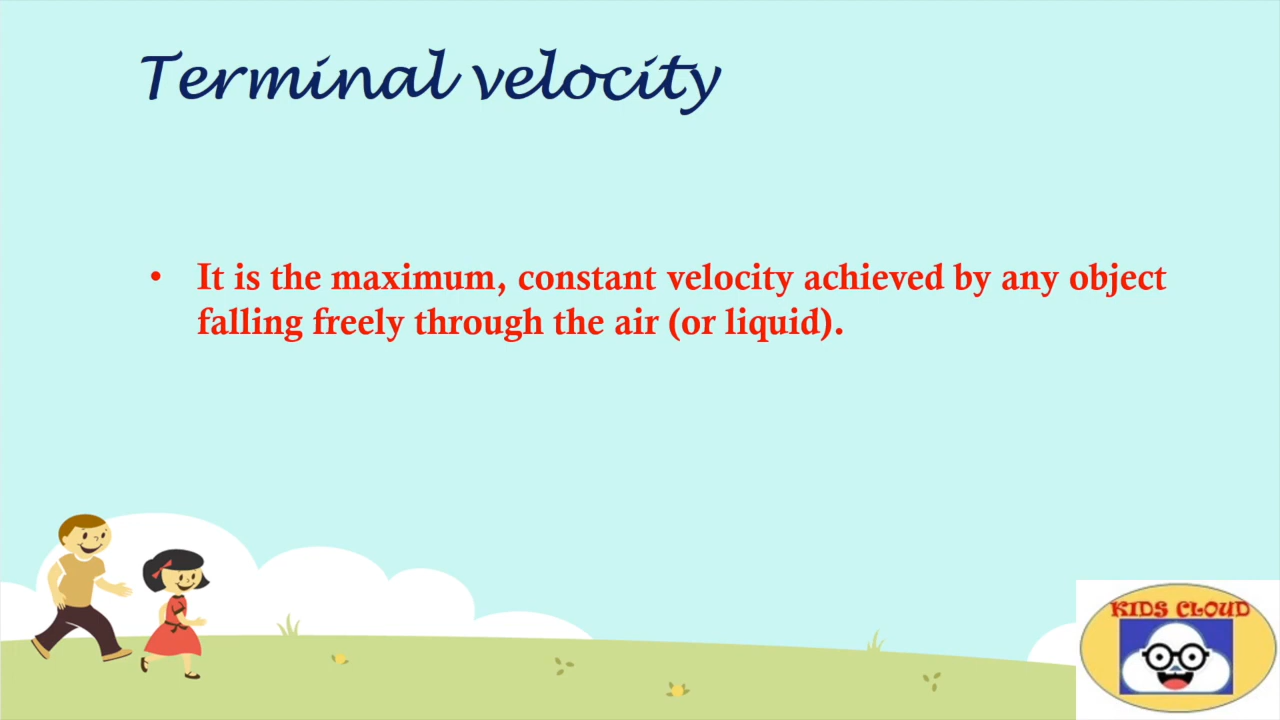 Terminal velocity
• It is the maximum, constant velocity achieved by any object
falling freely through the air (or liquid).
KIDS CLOUD